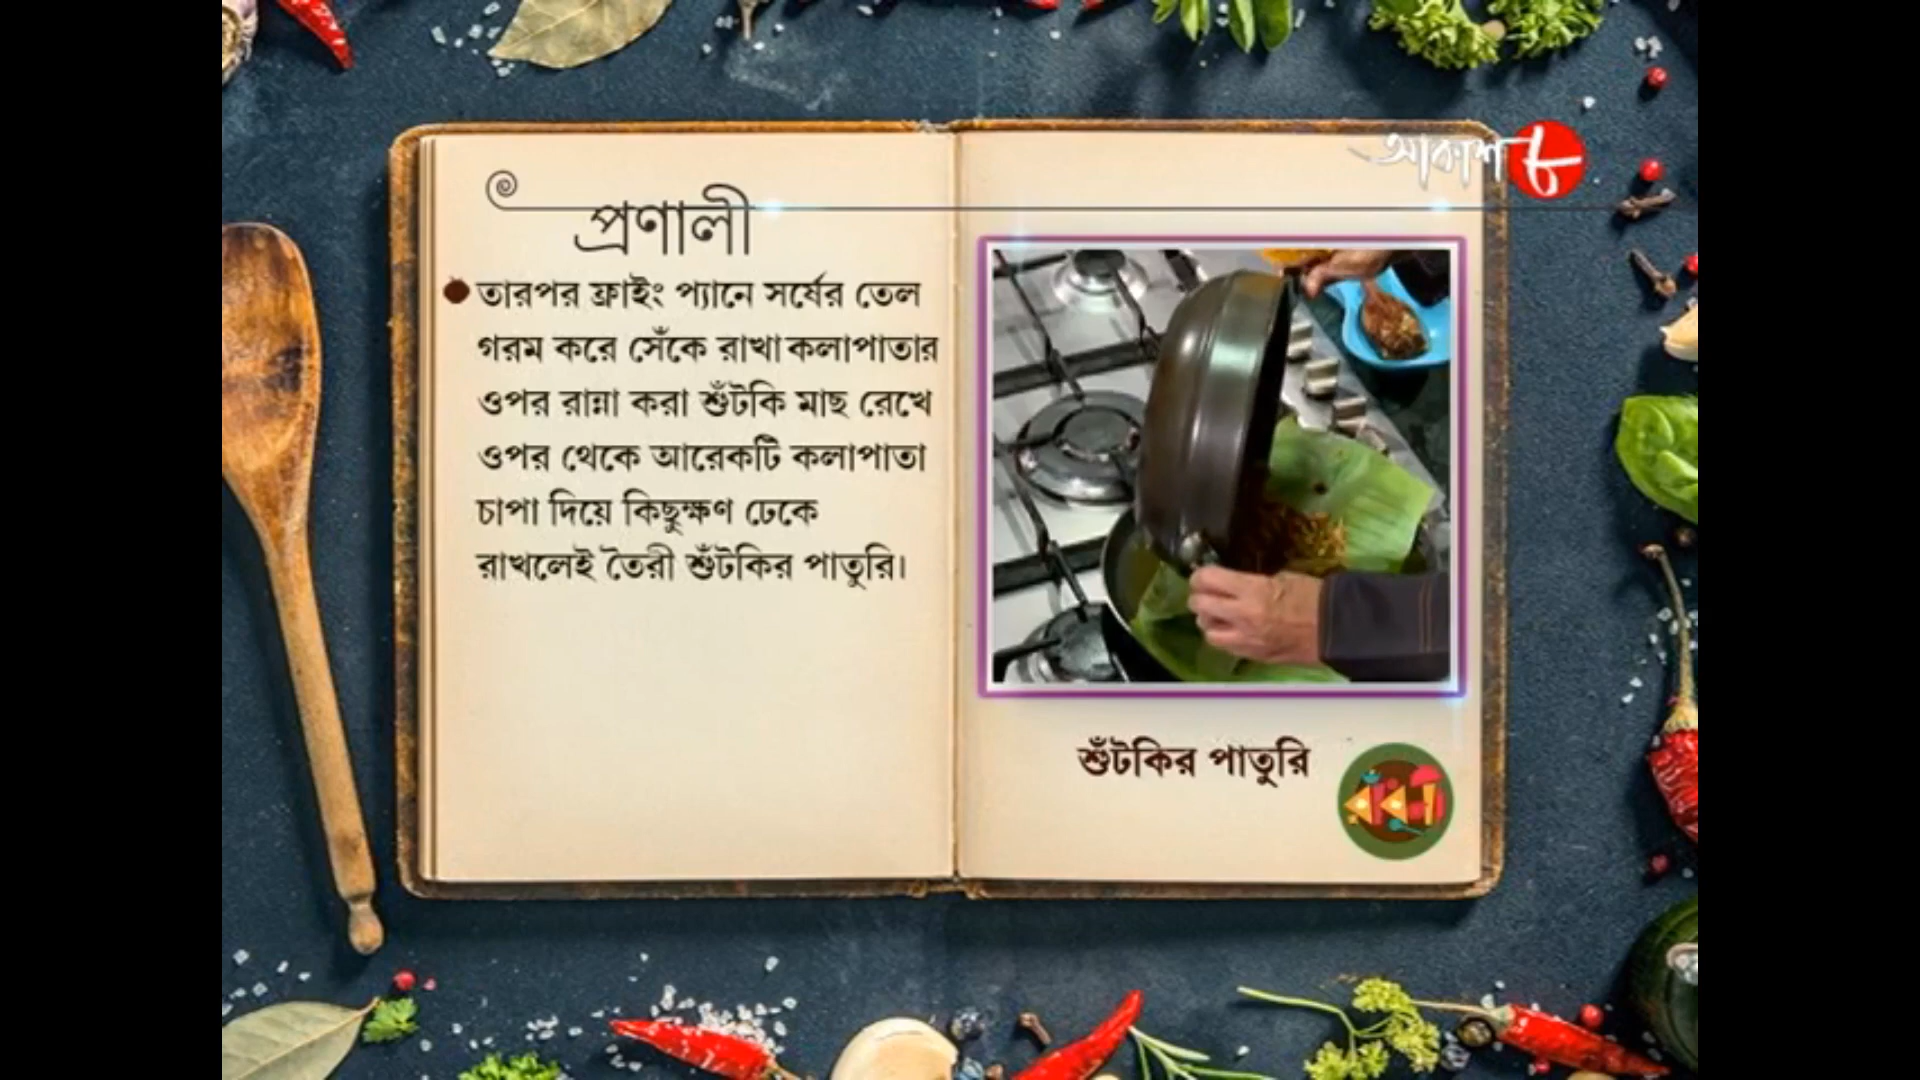 আকাশ ৮
প্রণালী
তারপর ফ্রাইং প্যানে সর্ষের তেল
গরম করে সেঁকে রাখা কলাপাতার
ওপর রান্না করা শুঁটকি মাছ রেখে
ওপর থেকে আরেকটি কলাপাতা
চাপা দিয়ে কিছুক্ষণ ঢেকে
রাখলেই তৈরী শুঁটকির পাতুরি।
শুঁটকির পাতুরি